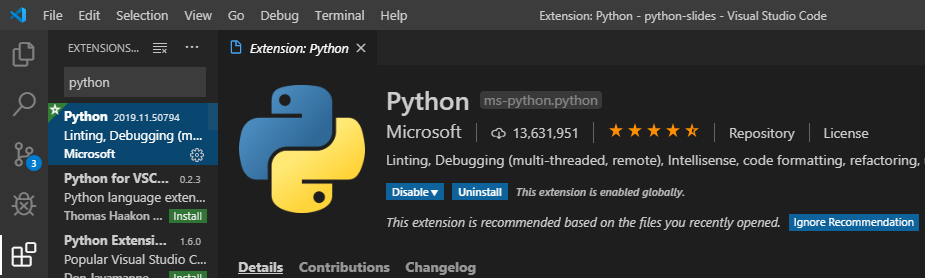 File Edit Selection View Go Debug Terminal Help Extension: Python - python-slides - Visual Studio Code
EXTENSIONS...
Extension: Python
python
Python 2019.11.50794
Linting, Debugging (m...
Microsoft
Python for VSC... 0.2.3
Python language exten...
Thomas Haakon ... Install
Python Extensi... 1.6.0
Popular Visual Studio C...
Don Jayamanne Install
3
Python ms-python.python
Microsoft 13,631,951 Repository License
Linting, Debugging (multi-threaded, remote), Intellisense, code formatting, refactoring,
Disable Uninstall This extension is enabled globally.
This extension is recommended based on the files you recently opened. Ignore Recommendation
Details Contributions Changelog